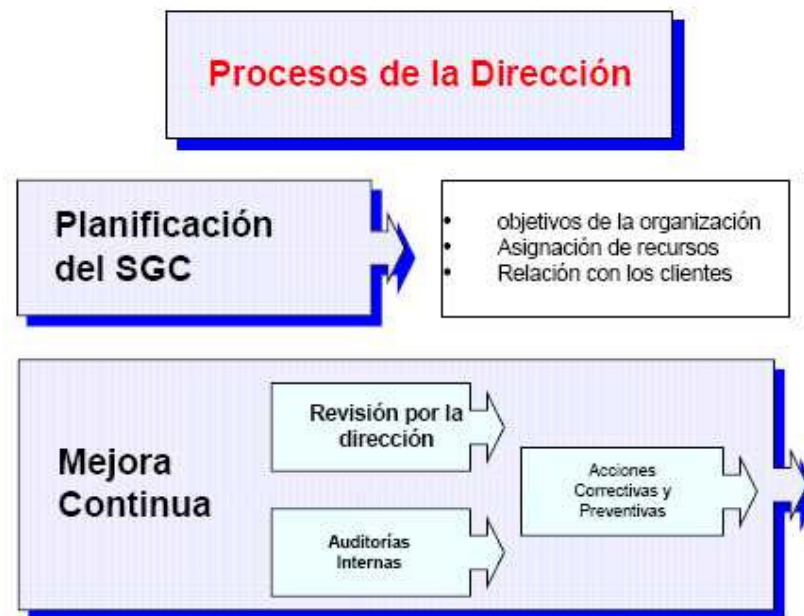 Procesos de la Dirección
Planificación
del SGC
• objetivos de la organización
• Asignación de recursos
• Relación con los clientes
Mejora
Continua
Revisión por la
dirección
Auditorías
Internas
Acciones
Correctivas y
Preventivas